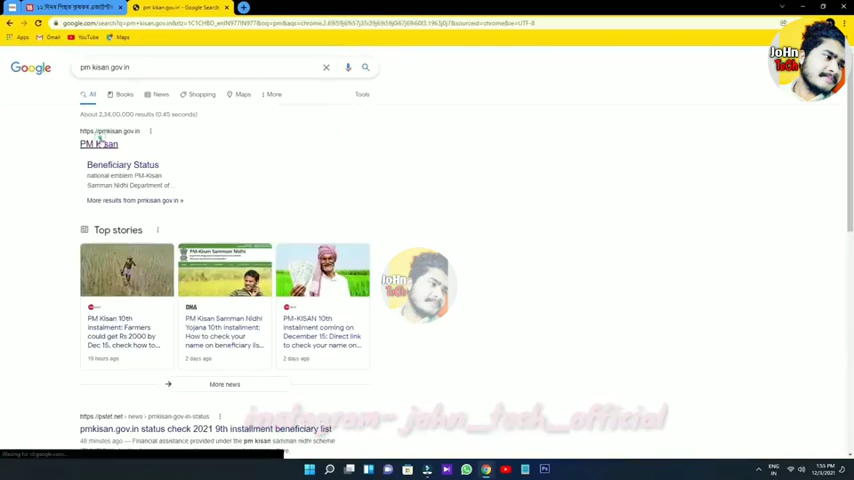 pm kisan.gov.in - Google Search
JoHN
TeCH
Apps
Gmail
YouTube
Maps
Google
pm kisan.gov.in
All
Books
News
Shopping
Maps
More
Tools
About 2,34,00,000 results (0.45 seconds)
https://pmkisan.gov.in
PM Kisan
Beneficiary Status
national emblem PM-Kisan
Samman Nidhi Department of...
More results from pmkisan.gov.in »
Top stories
PM-Kisan Samman Nidhi
JoHN
TeCH
DNA
PM Kisan 10th
instalment: Farmers
could get Rs 2000 by
Dec 15, check how to...
19 hours ago
PM Kisan Samman Nidhi
Yojana 10th installment:
How to check your
name on beneficiary lis...
2 days ago
PM-KISAN 10th
installment coming on
December 15: Direct link
to check your name on...
2 days ago
More news
https://pstet.net › news › pmkisan-gov-in-status
instagram- john_tech_official
pmkisan.gov.in status check 2021 9th installment beneficiary list
48 minutes ago — Financial assistance provided under the pm kisan samman nidhi scheme
ENG
IN
1:55 PM
12/3/2021